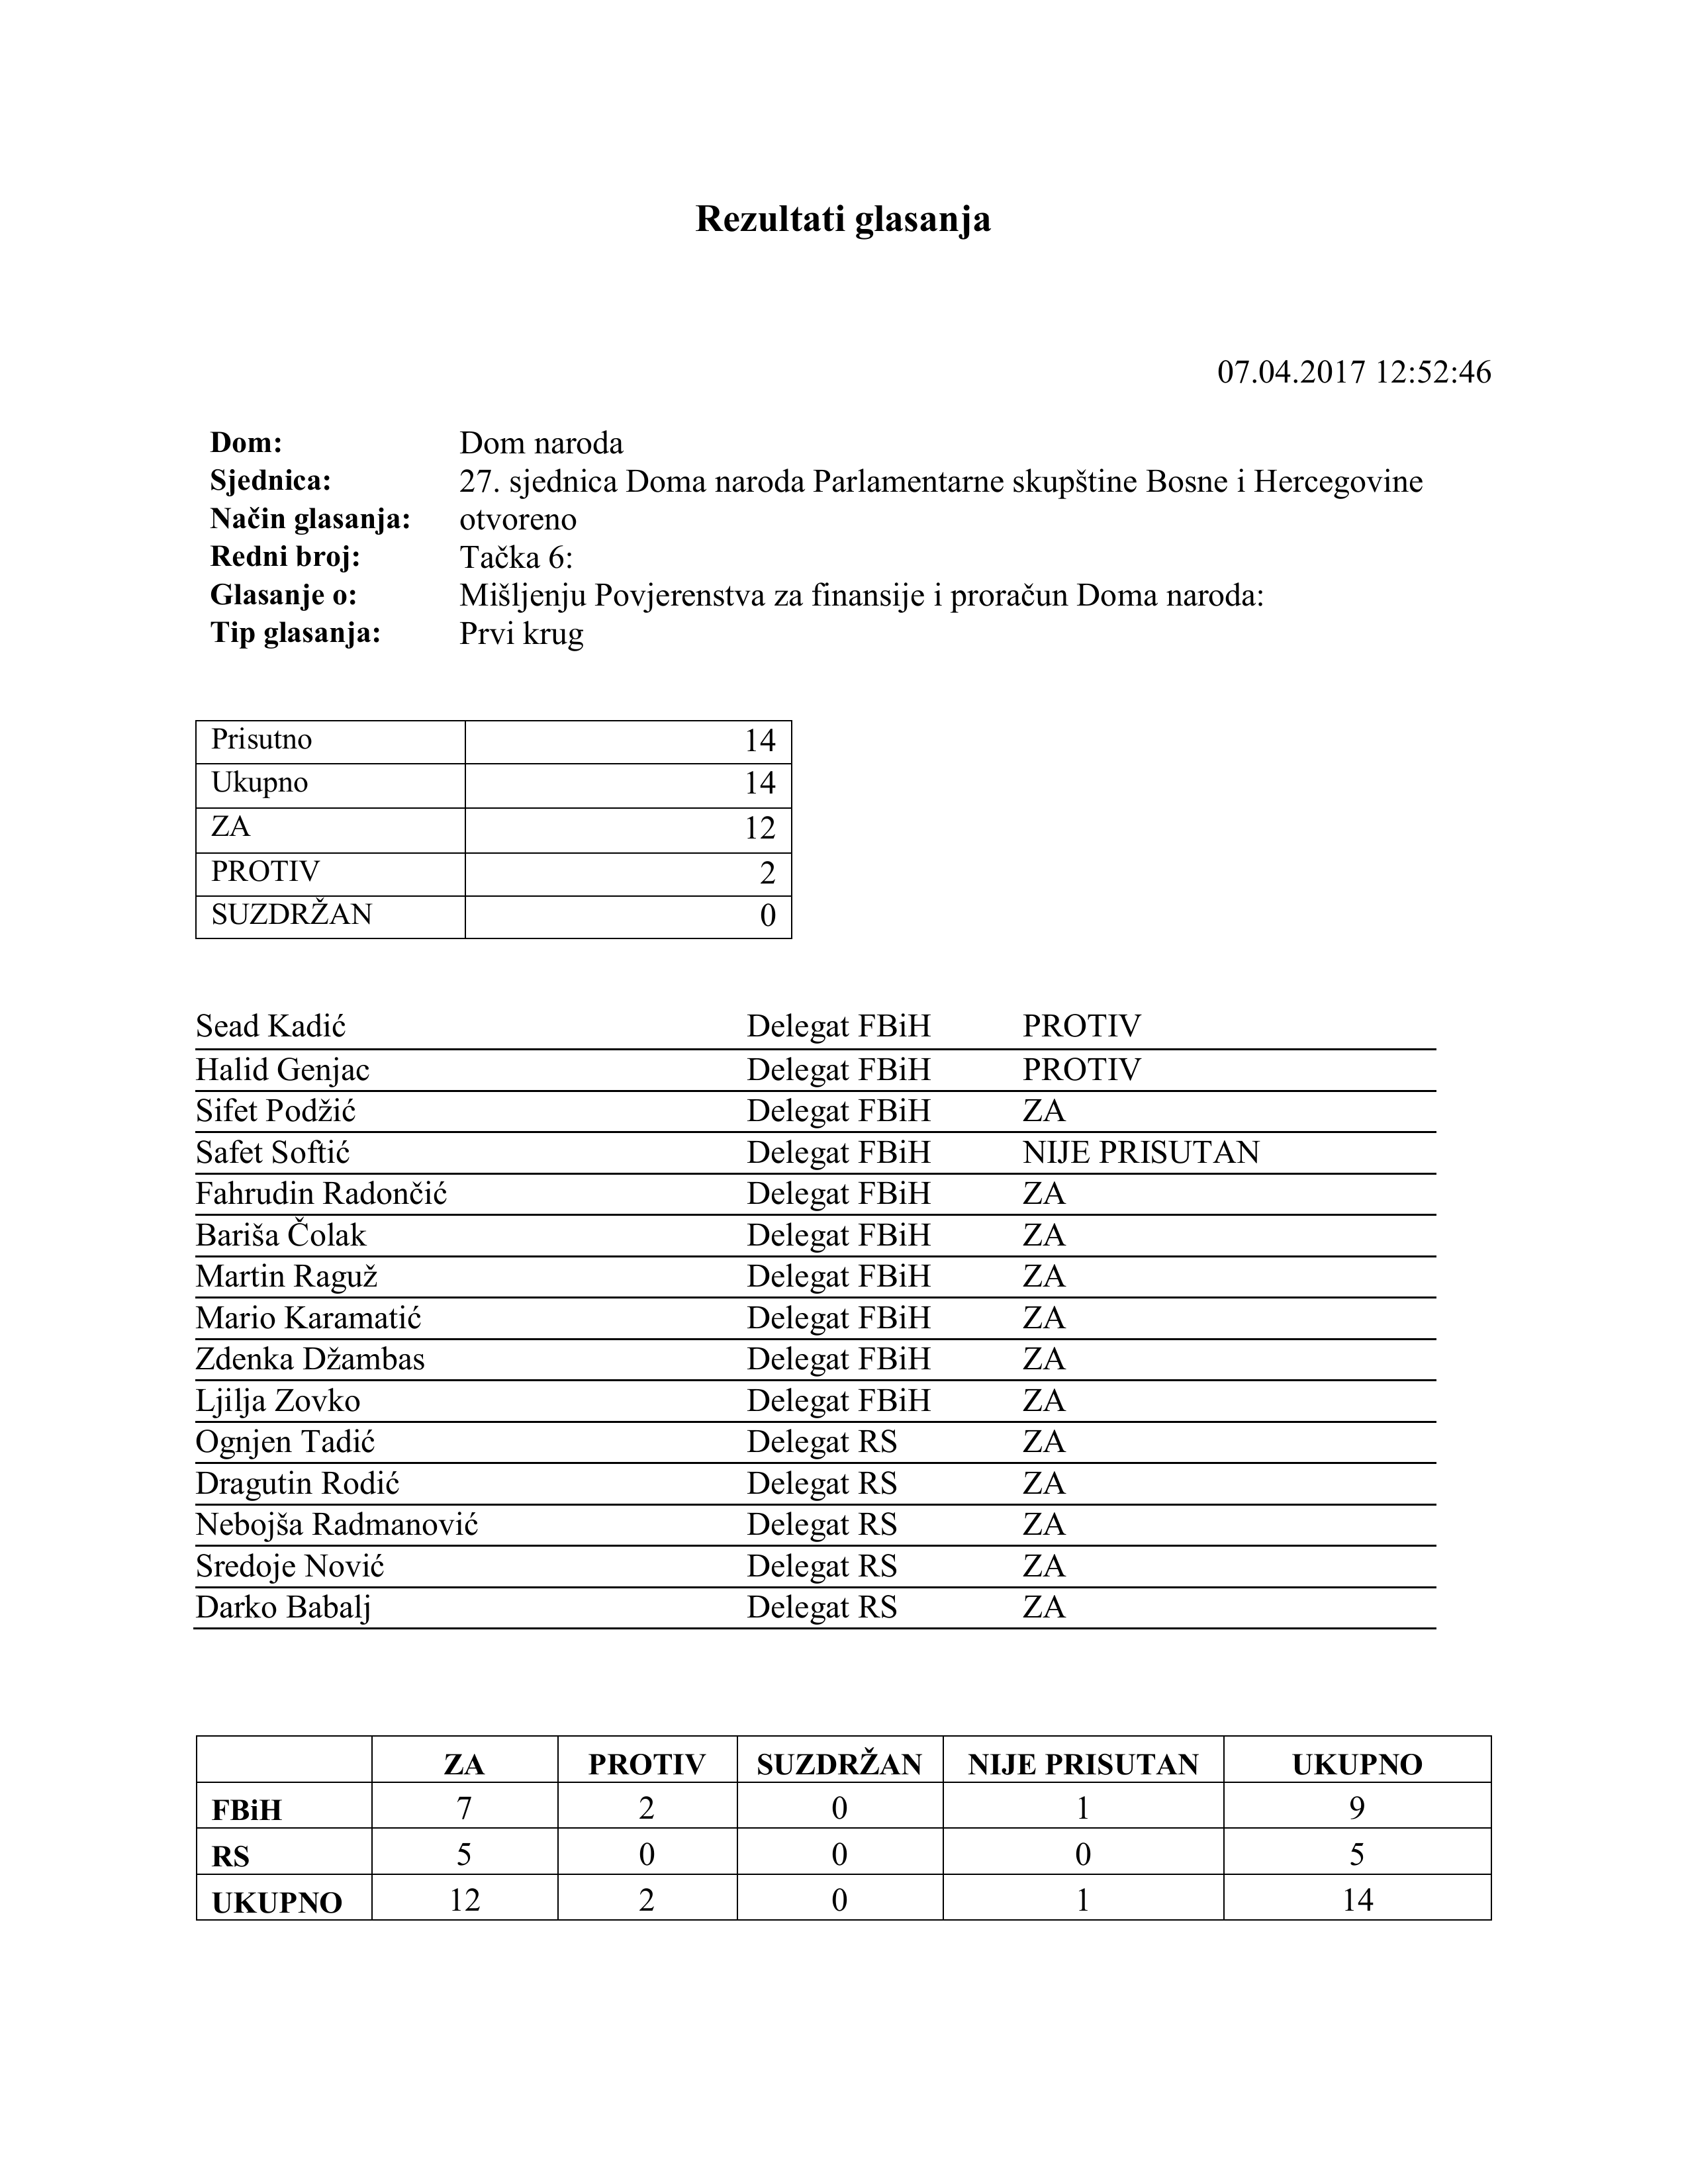 Rezultati glasanja
07.04.2017 12:52:46
Dom: Dom naroda
Sjednica: 27. sjednica Doma naroda Parlamentarne skupštine Bosne i Hercegovine
Način glasanja: otvoreno
Redni broj: Tačka 6:
Glasanje o: Mišljenju Povjerenstva za finansije i proračun Doma naroda:
Tip glasanja: Prvi krug
Prisutno 14
Ukupno 14
ZA 12
PROTIV 2
SUZDRŽAN 0
Sead Kadić Delegat FBiH PROTIV
Halid Genjac Delegat FBiH PROTIV
Sifet Podžić Delegat FBiH ZA
Safet Softić Delegat FBiH NIJE PRISUTAN
Fahrudin Radončić Delegat FBiH ZA
Bariša Čolak Delegat FBiH ZA
Martin Raguž Delegat FBiH ZA
Mario Karamatić Delegat FBiH ZA
Zdenka Džambas Delegat FBiH ZA
Ljilja Zovko Delegat FBiH ZA
Ognjen Tadić Delegat RS ZA
Dragutin Rodić Delegat RS ZA
Nebojša Radmanović Delegat RS ZA
Sredoje Nović Delegat RS ZA
Darko Babalj Delegat RS ZA
ZA PROTIV SUZDRŽAN NIJE PRISUTAN UKUPNO
FBiH 7 2 0 1 9
RS 5 0 0 0 5
UKUPNO 12 2 0 1 14